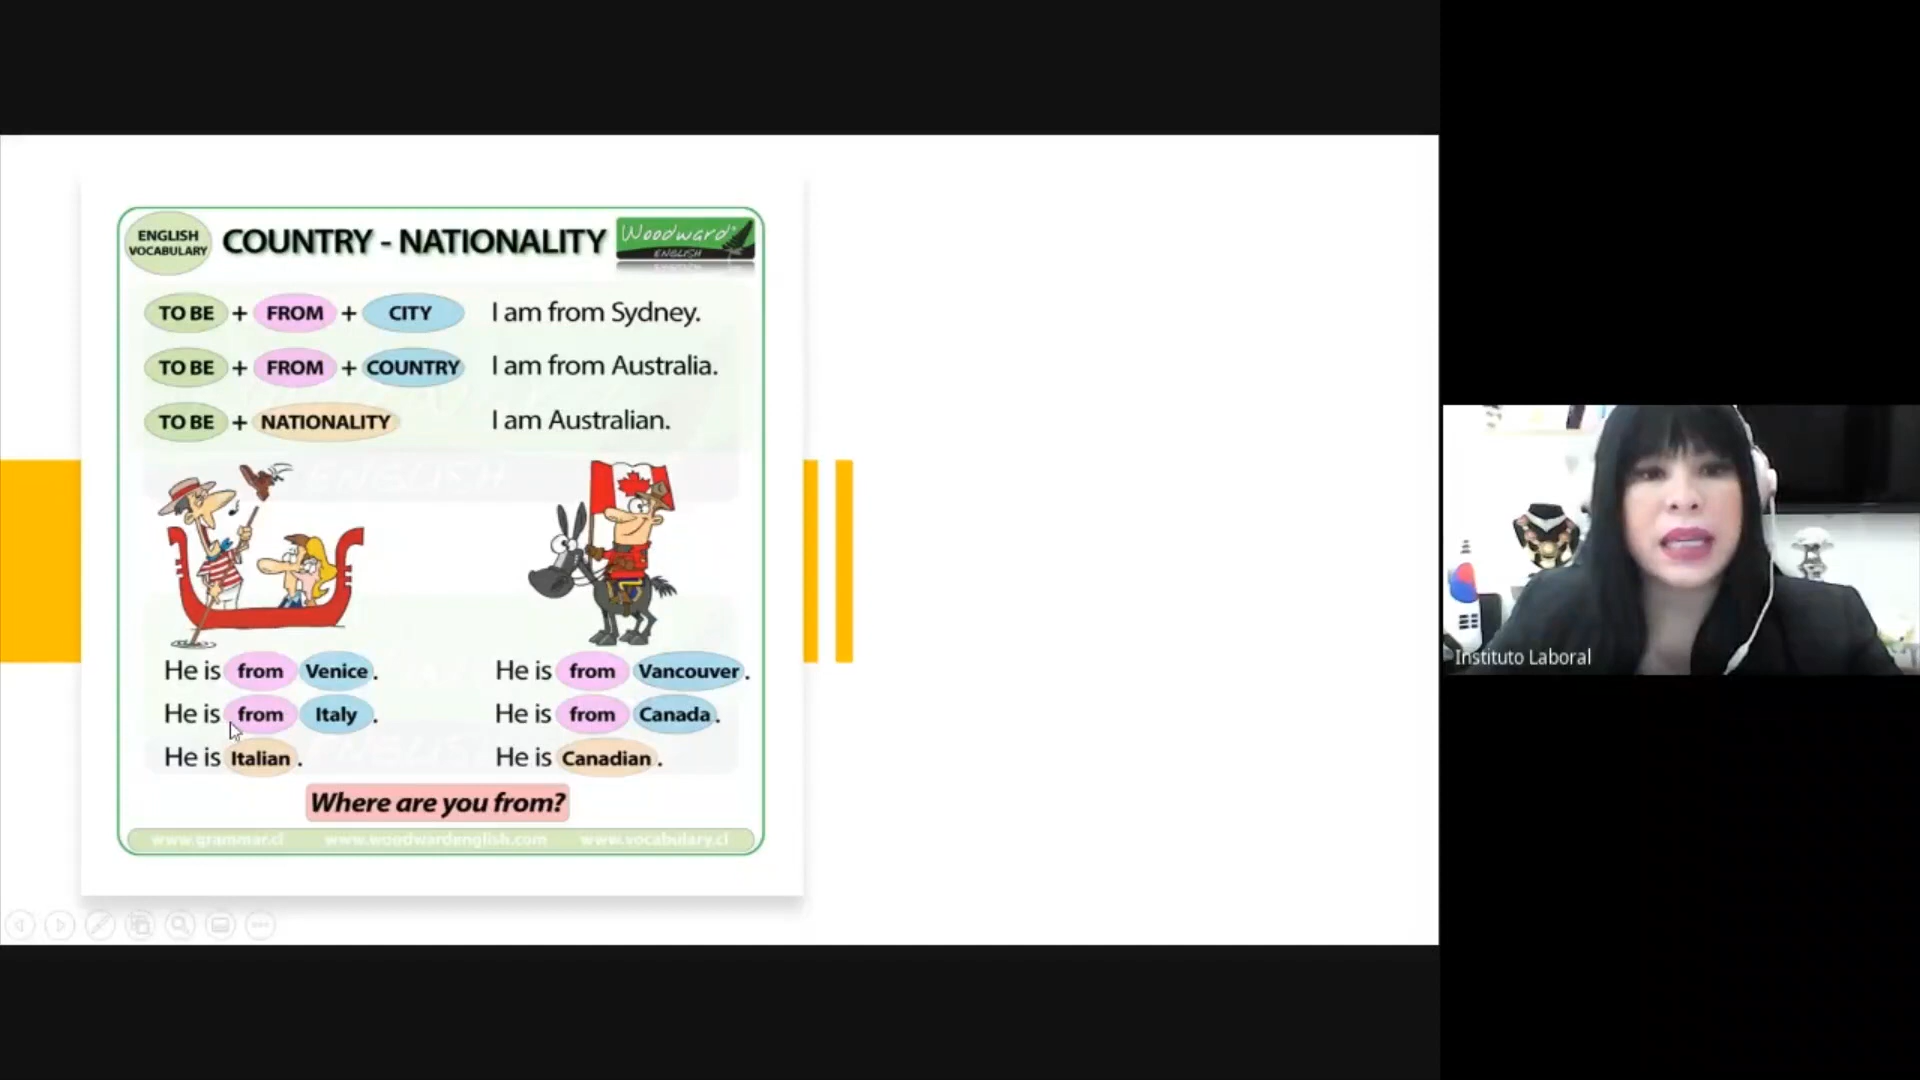 ENGLISH
VOCABULARY
COUNTRY - NATIONALITY
Woodward
ENGLISH
TO BE + FROM + CITY I am from Sydney.
TO BE + FROM + COUNTRY I am from Australia.
TO BE + NATIONALITY I am Australian.
ENGLISH
He is from Venice. He is from Vancouver.
He is from Italy. He is from Canada.
He is Italian. He is Canadian.
Where are you from?
www.grammar.cl www.woodwardenglish.com www.vocabulary.cl
Instituto Laboral